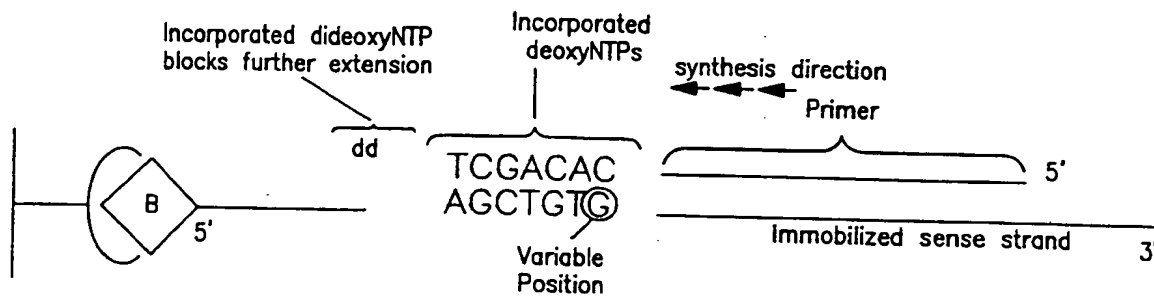 Incorporated dideoxyNTP
blocks further extension
Incorporated
deoxyNTPs
synthesis direction
Primer
dd
TCGACAC
5'
B
AGCTGTG
5'
Immobilized sense strand
3'
Variable
Position